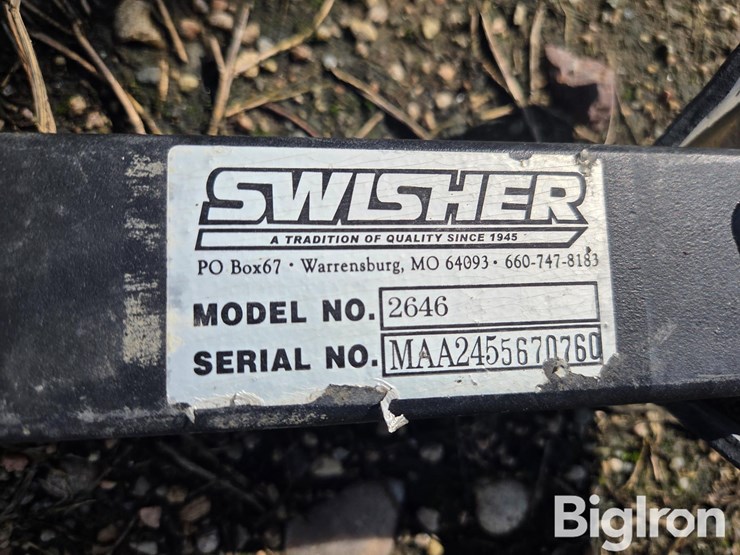 SWISHER
A TRADITION OF QUALITY SINCE 1945
PO Box67 · Warrensburg, MO 64093 · 660-747-8183
MODEL NO. 2646
SERIAL NO. MAA2455670760
BigIron